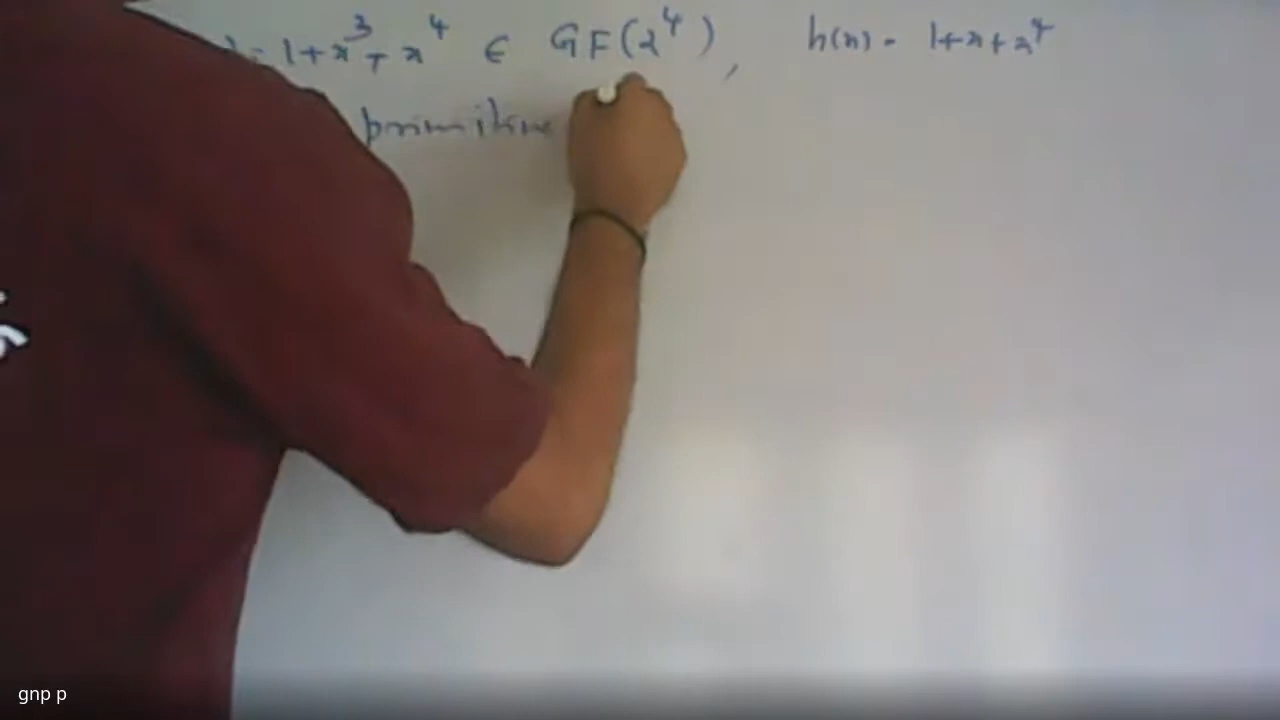 = 1+x³+x⁴ ∈ GF(2⁴), h(x) = 1+x+x⁴
primitive
gnp p